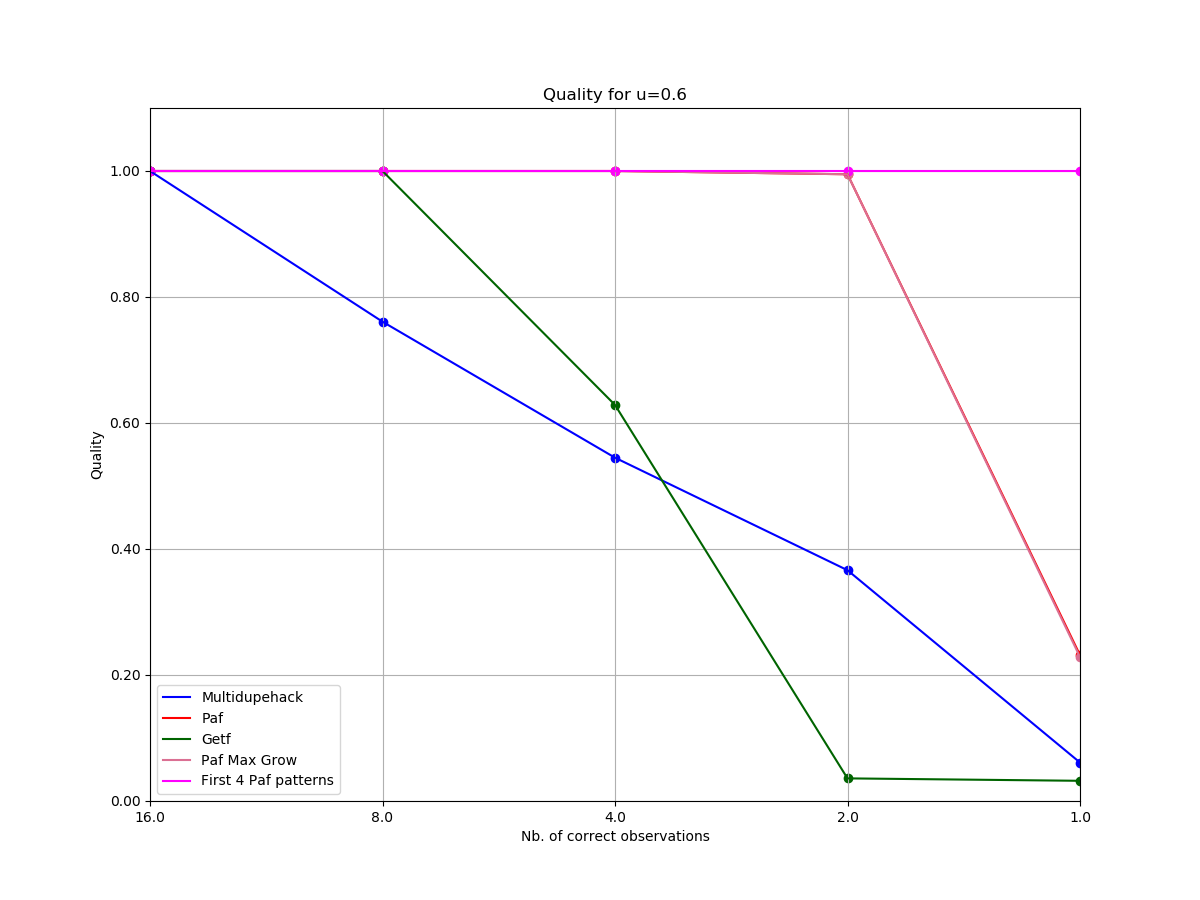 Quality for u=0.6
1.00
0.80
0.60
0.40
0.20
0.00
Quality
Multidupehack
Paf
Getf
Paf Max Grow
First 4 Paf patterns
16.0 8.0 4.0 2.0 1.0
Nb. of correct observations